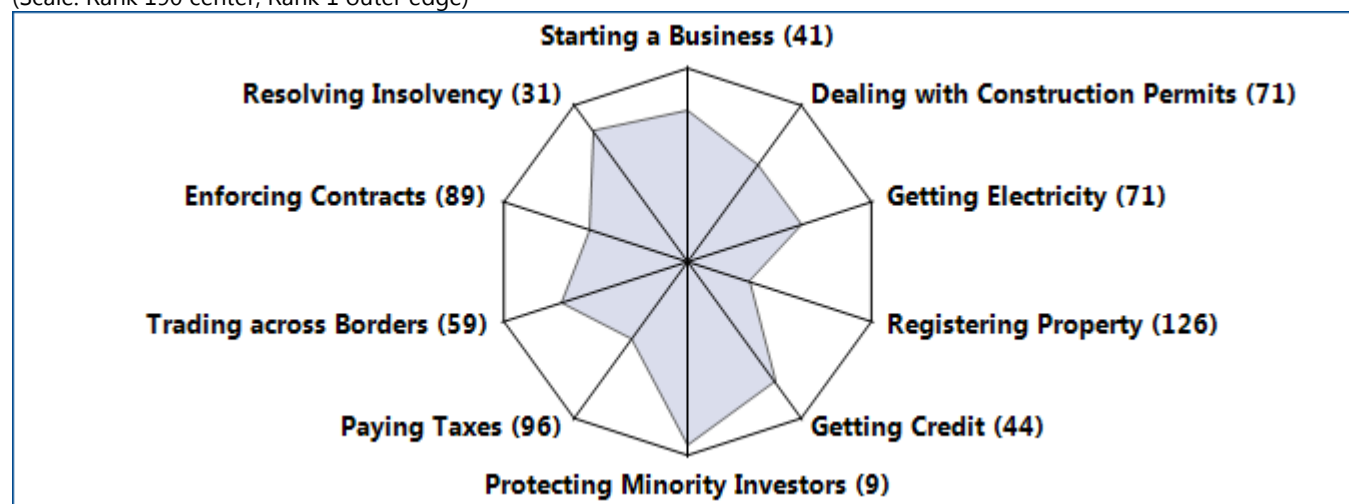 (Scale: Rank 190 center, Rank 1 outer edge)
Starting a Business (41)
Resolving Insolvency (31)
Dealing with Construction Permits (71)
Enforcing Contracts (89)
Getting Electricity (71)
Trading across Borders (59)
Registering Property (126)
Paying Taxes (96)
Getting Credit (44)
Protecting Minority Investors (9)